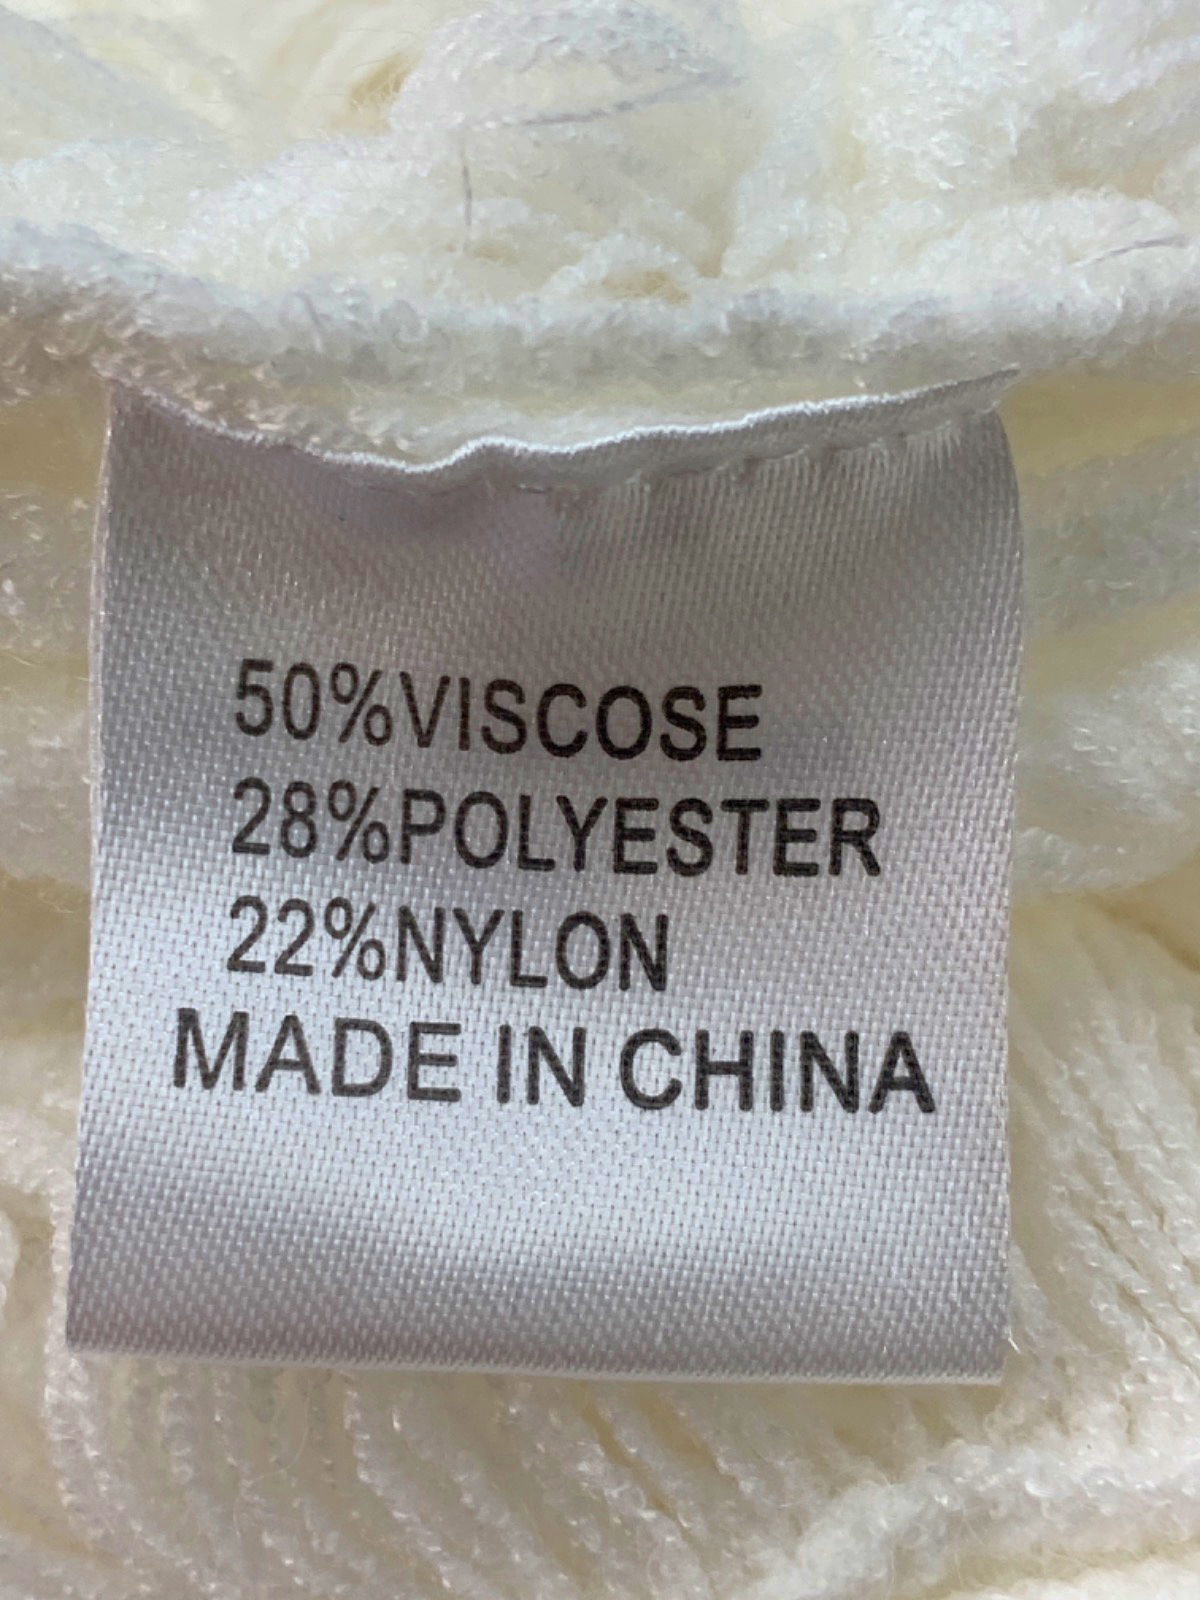 50%VISCOSE
28%POLYESTER
22%NYLON
MADE IN CHINA